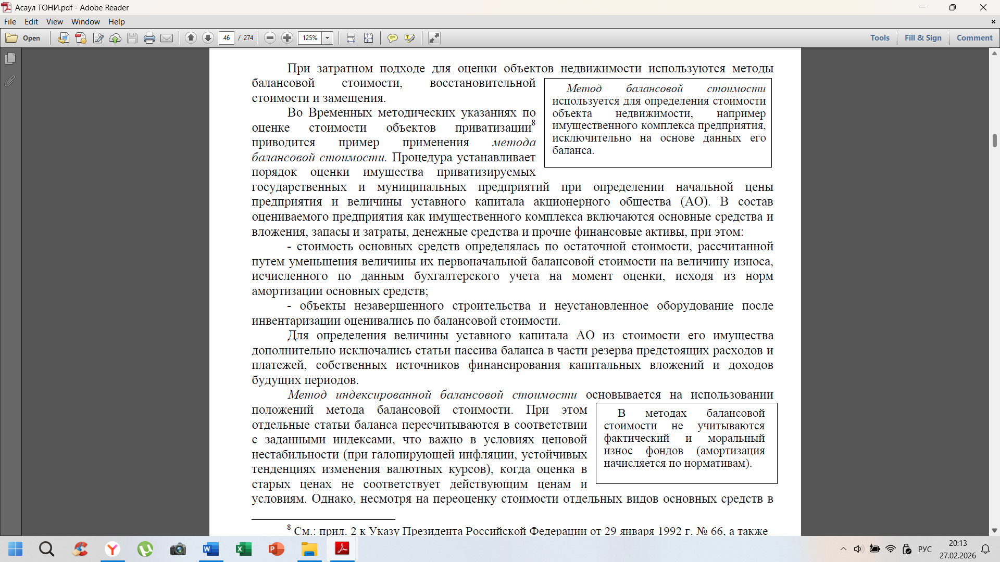 Асаул ТОНИ.pdf - Adobe Reader
File Edit View Window Help
Open 46 / 274 125% Tools Fill & Sign Comment
При затратном подходе для оценки объектов недвижимости используются методы
балансовой стоимости, восстановительной
стоимости и замещения.
Во Временных методических указаниях по
оценке стоимости объектов приватизации8
приводится пример применения метода
балансовой стоимости. Процедура устанавливает
порядок оценки имущества приватизируемых
Метод балансовой стоимости
используется для определения стоимости
объекта недвижимости, например
имущественного комплекса предприятия,
исключительно на основе данных его
баланса.
государственных и муниципальных предприятий при определении начальной цены
предприятия и величины уставного капитала акционерного общества (АО). В состав
оцениваемого предприятия как имущественного комплекса включаются основные средства и
вложения, запасы и затраты, денежные средства и прочие финансовые активы, при этом:
- стоимость основных средств определялась по остаточной стоимости, рассчитанной
путем уменьшения величины их первоначальной балансовой стоимости на величину износа,
исчисленного по данным бухгалтерского учета на момент оценки, исходя из норм
амортизации основных средств;
- объекты незавершенного строительства и неустановленное оборудование после
инвентаризации оценивались по балансовой стоимости.
Для определения величины уставного капитала АО из стоимости его имущества
дополнительно исключались статьи пассива баланса в части резерва предстоящих расходов и
платежей, собственных источников финансирования капитальных вложений и доходов
будущих периодов.
Метод индексированной балансовой стоимости основывается на использовании
положений метода балансовой стоимости. При этом
отдельные статьи баланса пересчитываются в соответствии
с заданными индексами, что важно в условиях ценовой
нестабильности (при галопирующей инфляции, устойчивых
тенденциях изменения валютных курсов), когда оценка в
старых ценах не соответствует действующим ценам и
В методах балансовой
стоимости не учитываются
фактический и моральный
износ фондов (амортизация
начисляется по нормативам).
условиям. Однако, несмотря на переоценку стоимости отдельных видов основных средств в
8 См.: прил. 2 к Указу Президента Российской Федерации от 29 января 1992 г. № 66, а также
РУС
20:13
27.02.2026